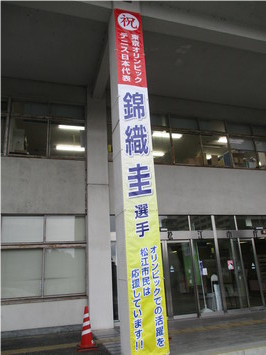 祝
東京オリンピック
テニス日本代表
錦織圭選手
オリンピックでの活躍を
松江市民は
応援しています!!